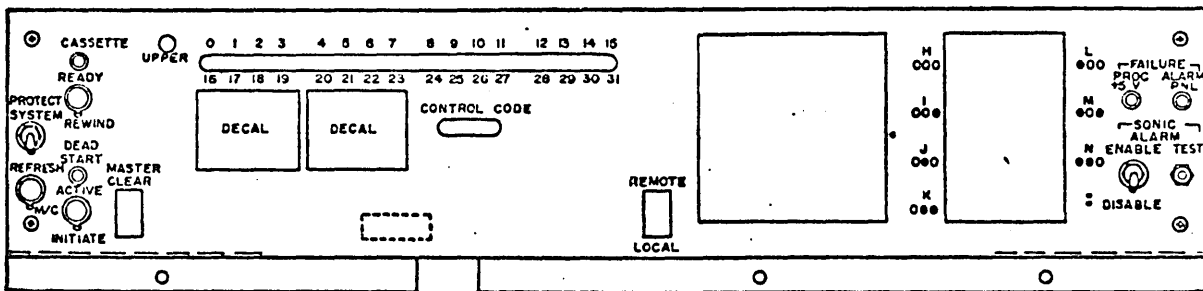 CASSETTE
READY
REWIND
PROTECT
SYSTEM
DEAD
START
REFRESH
ACTIVE
M/C
INITIATE
MASTER
CLEAR
UPPER
0 1 2 3 4 5 6 7 8 9 10 11 12 13 14 15
16 17 18 19 20 21 22 23 24 25 26 27 28 29 30 31
DECAL
DECAL
CONTROL CODE
REMOTE
LOCAL
H
I
J
K
L
M
N
FAILURE
PROG ALARM
+5 V PNL
SONIC
ALARM
ENABLE TEST
DISABLE